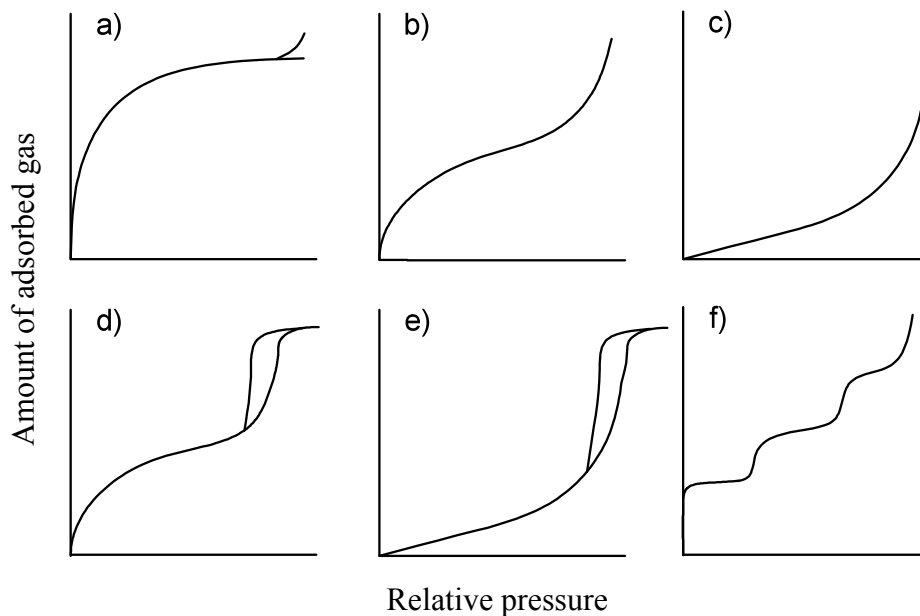 a)
b)
c)
Amount of adsorbed gas
d)
e)
f)
Relative pressure